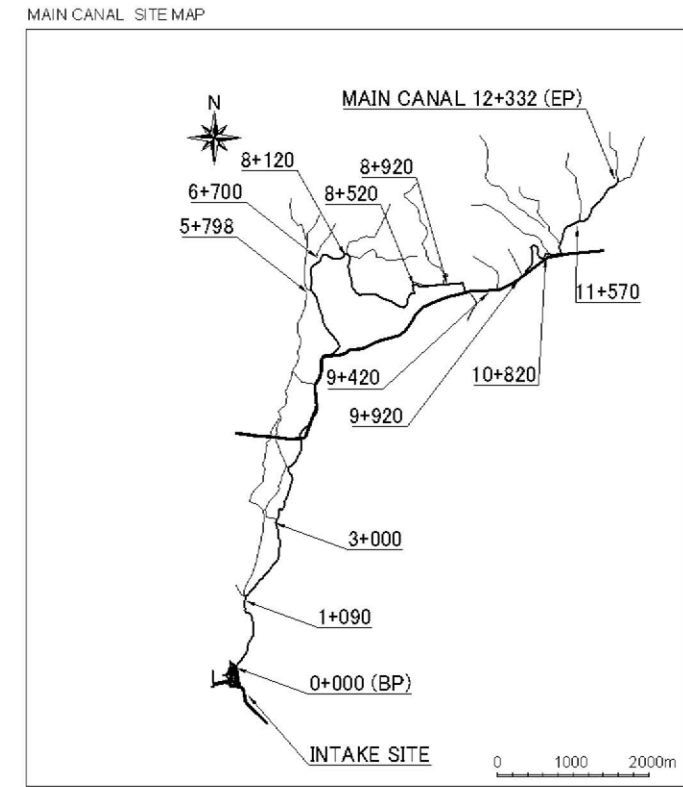 MAIN CANAL SITE MAP
MAIN CANAL 12+332 (EP)
N
8+120
8+920
6+700
8+520
5+798
11+570
9+420
10+820
9+920
3+000
1+090
0+000 (BP)
INTAKE SITE
0 1000 2000m